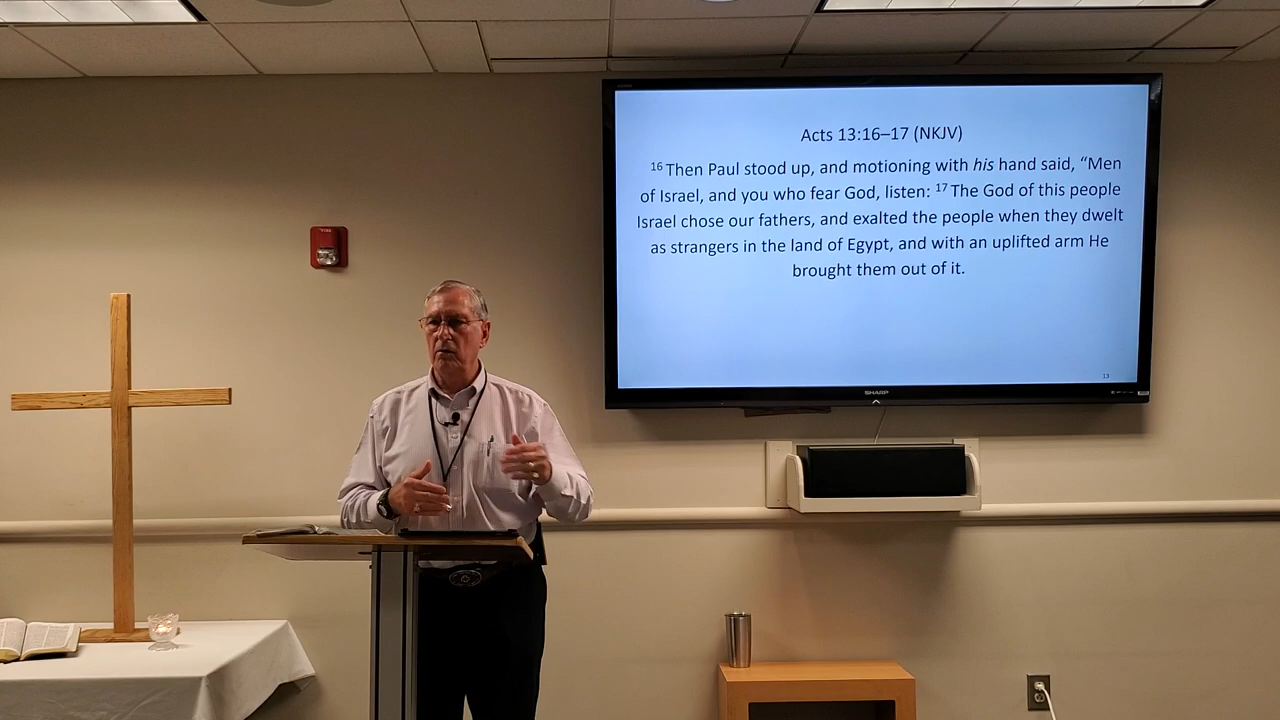 Acts 13:16–17 (NKJV)
16 Then Paul stood up, and motioning with his hand said, “Men
of Israel, and you who fear God, listen: 17 The God of this people
Israel chose our fathers, and exalted the people when they dwelt
as strangers in the land of Egypt, and with an uplifted arm He
brought them out of it.
13
SHARP
FIRE